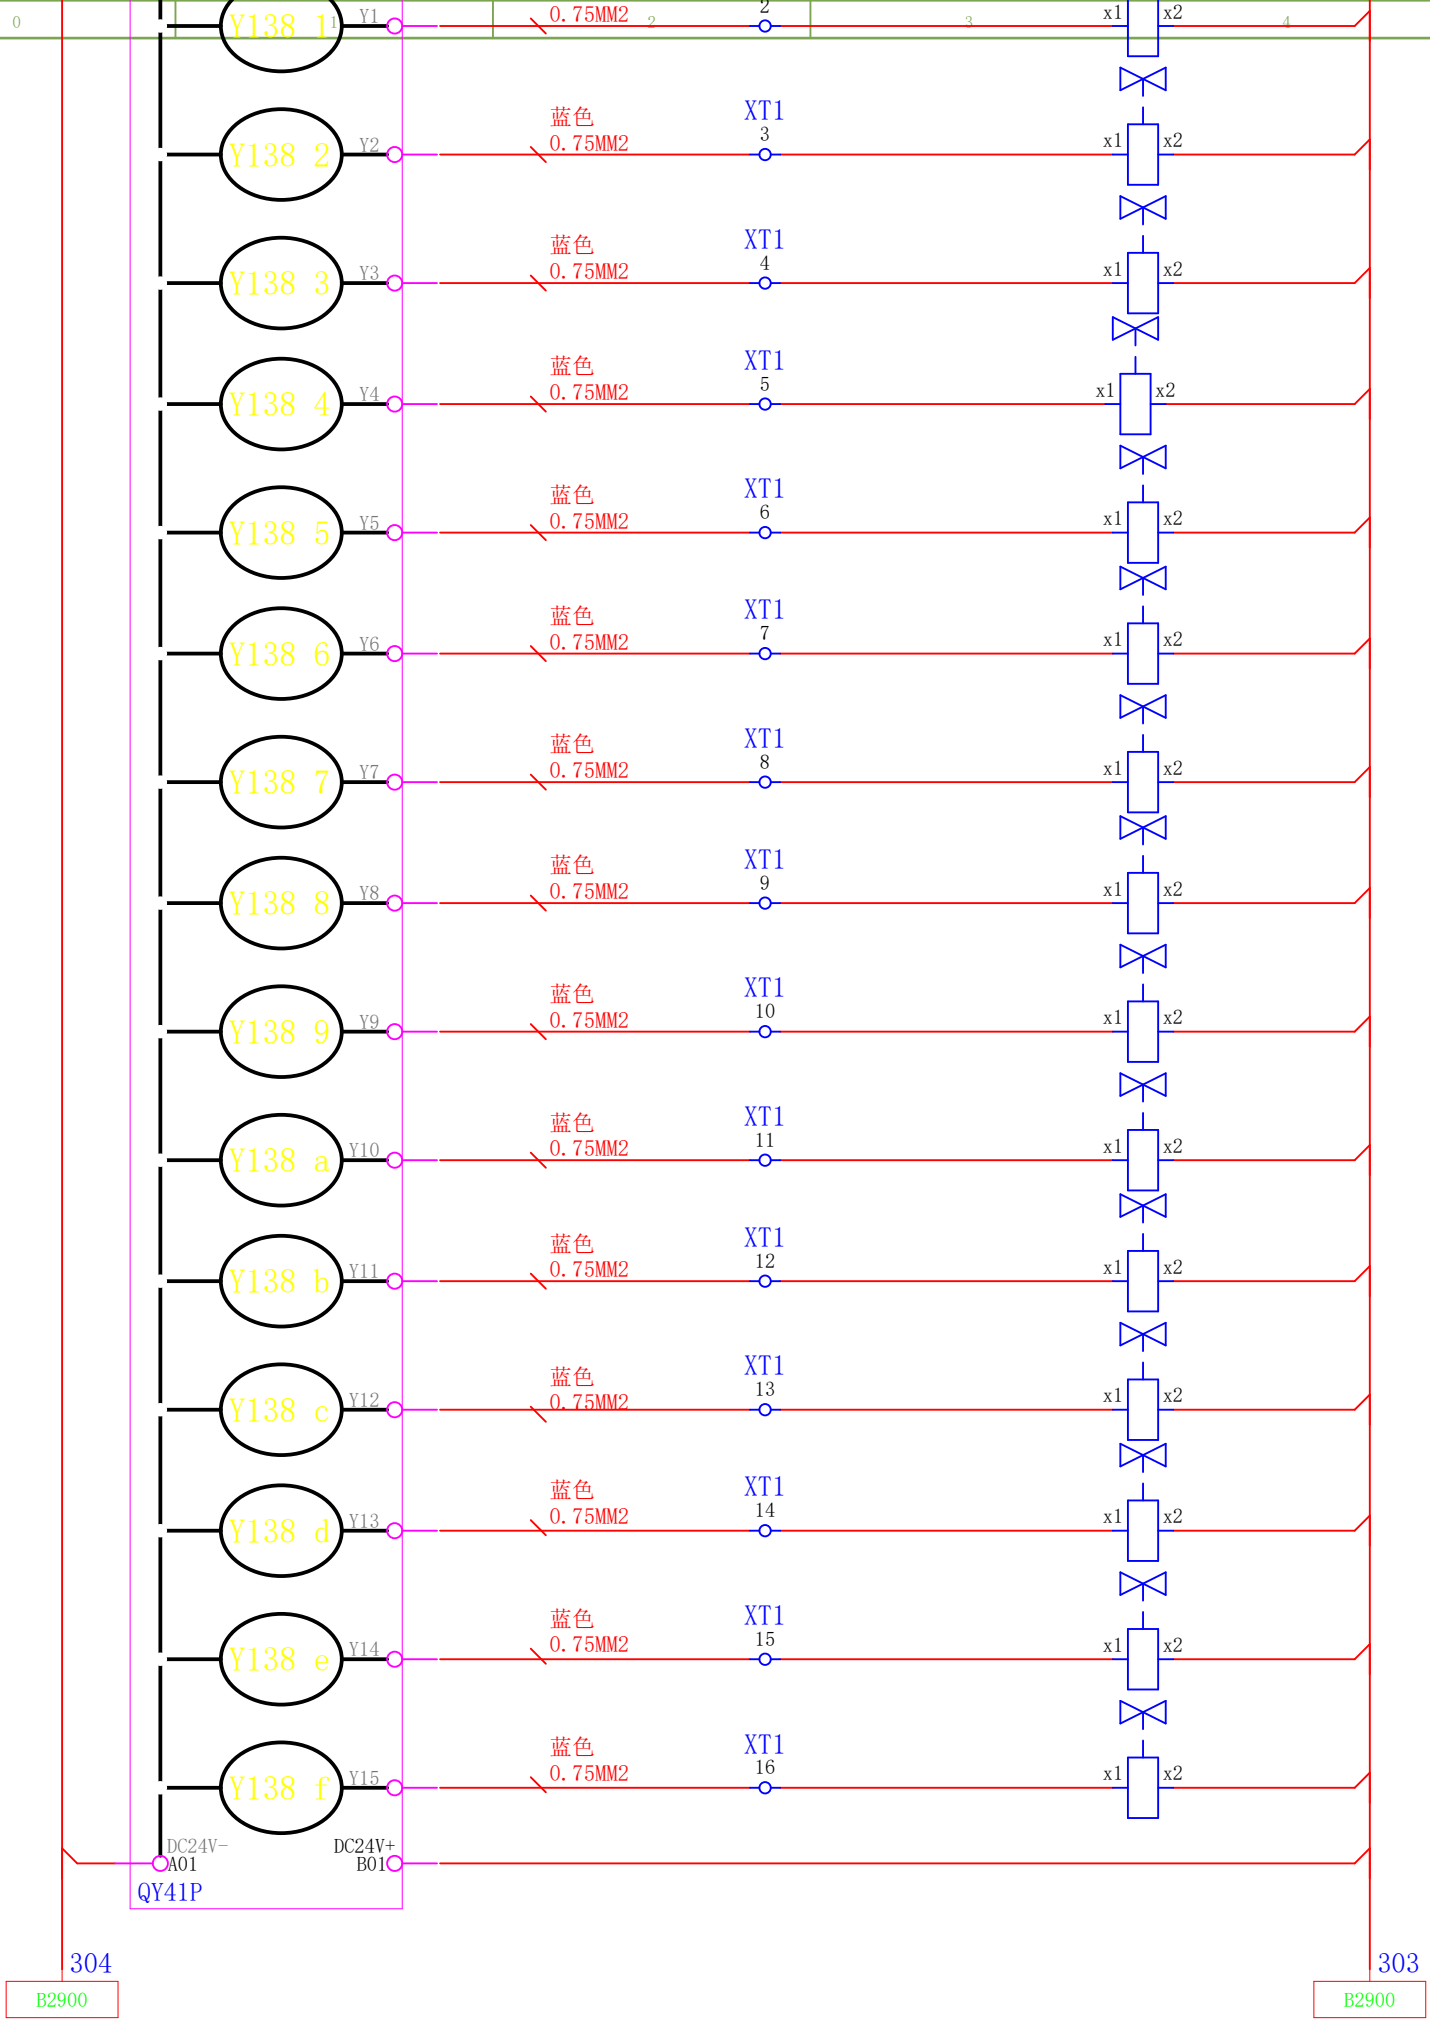 0 1 2 3 4
Y138 1 Y1 0.75MM2 2 x1 x2
蓝色 XT1
Y138 2 Y2 0.75MM2 3 x1 x2
蓝色 XT1
Y138 3 Y3 0.75MM2 4 x1 x2
蓝色 XT1
Y138 4 Y4 0.75MM2 5 x1 x2
蓝色 XT1
Y138 5 Y5 0.75MM2 6 x1 x2
蓝色 XT1
Y138 6 Y6 0.75MM2 7 x1 x2
蓝色 XT1
Y138 7 Y7 0.75MM2 8 x1 x2
蓝色 XT1
Y138 8 Y8 0.75MM2 9 x1 x2
蓝色 XT1
Y138 9 Y9 0.75MM2 10 x1 x2
蓝色 XT1
Y138 a Y10 0.75MM2 11 x1 x2
蓝色 XT1
Y138 b Y11 0.75MM2 12 x1 x2
蓝色 XT1
Y138 c Y12 0.75MM2 13 x1 x2
蓝色 XT1
Y138 d Y13 0.75MM2 14 x1 x2
蓝色 XT1
Y138 e Y14 0.75MM2 15 x1 x2
蓝色 XT1
Y138 f Y15 0.75MM2 16 x1 x2
DC24V- DC24V+
A01 B01
QY41P
304 303
B2900 B2900